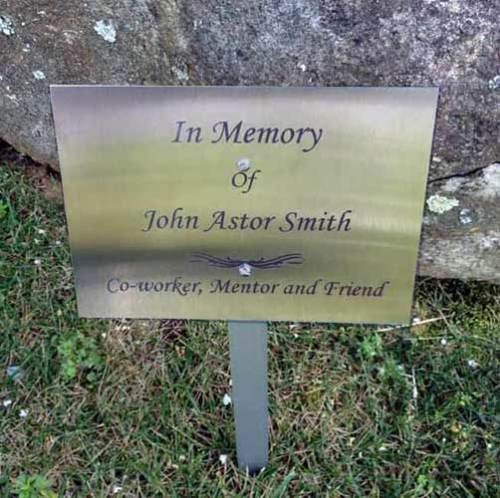 In Memory
Of
John Astor Smith
Co-worker, Mentor and Friend